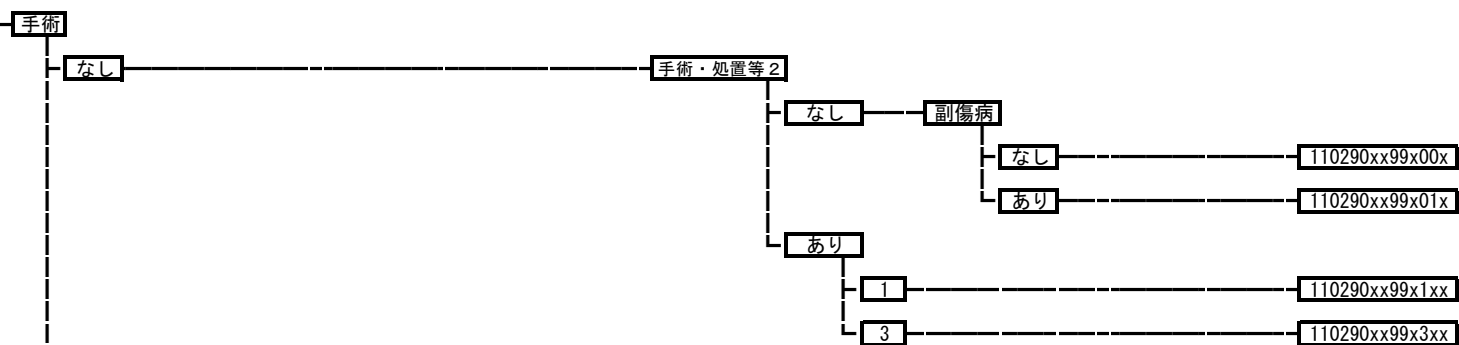 手術
なし 手術・処置等2
なし 副傷病
なし 110290xx99x00x
あり 110290xx99x01x
あり
1 110290xx99x1xx
3 110290xx99x3xx